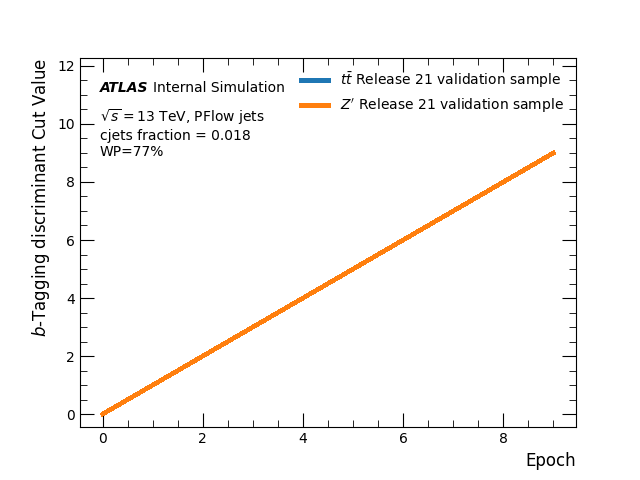 ATLAS Internal Simulation
√s = 13 TeV, PFlow jets
cjets fraction = 0.018
WP=77%
tt̄ Release 21 validation sample
Z′ Release 21 validation sample
b-Tagging discriminant Cut Value
12
10
8
6
4
2
0
0 2 4 6 8
Epoch